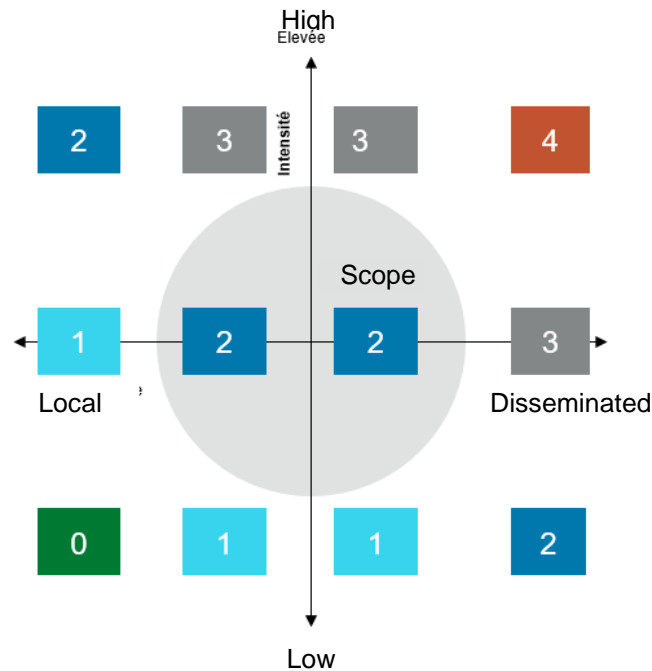 High
Elevée
Intensité
2 3 3 4
Scope
1 2 2 3
Local
Disseminated
0 1 1 2
Low